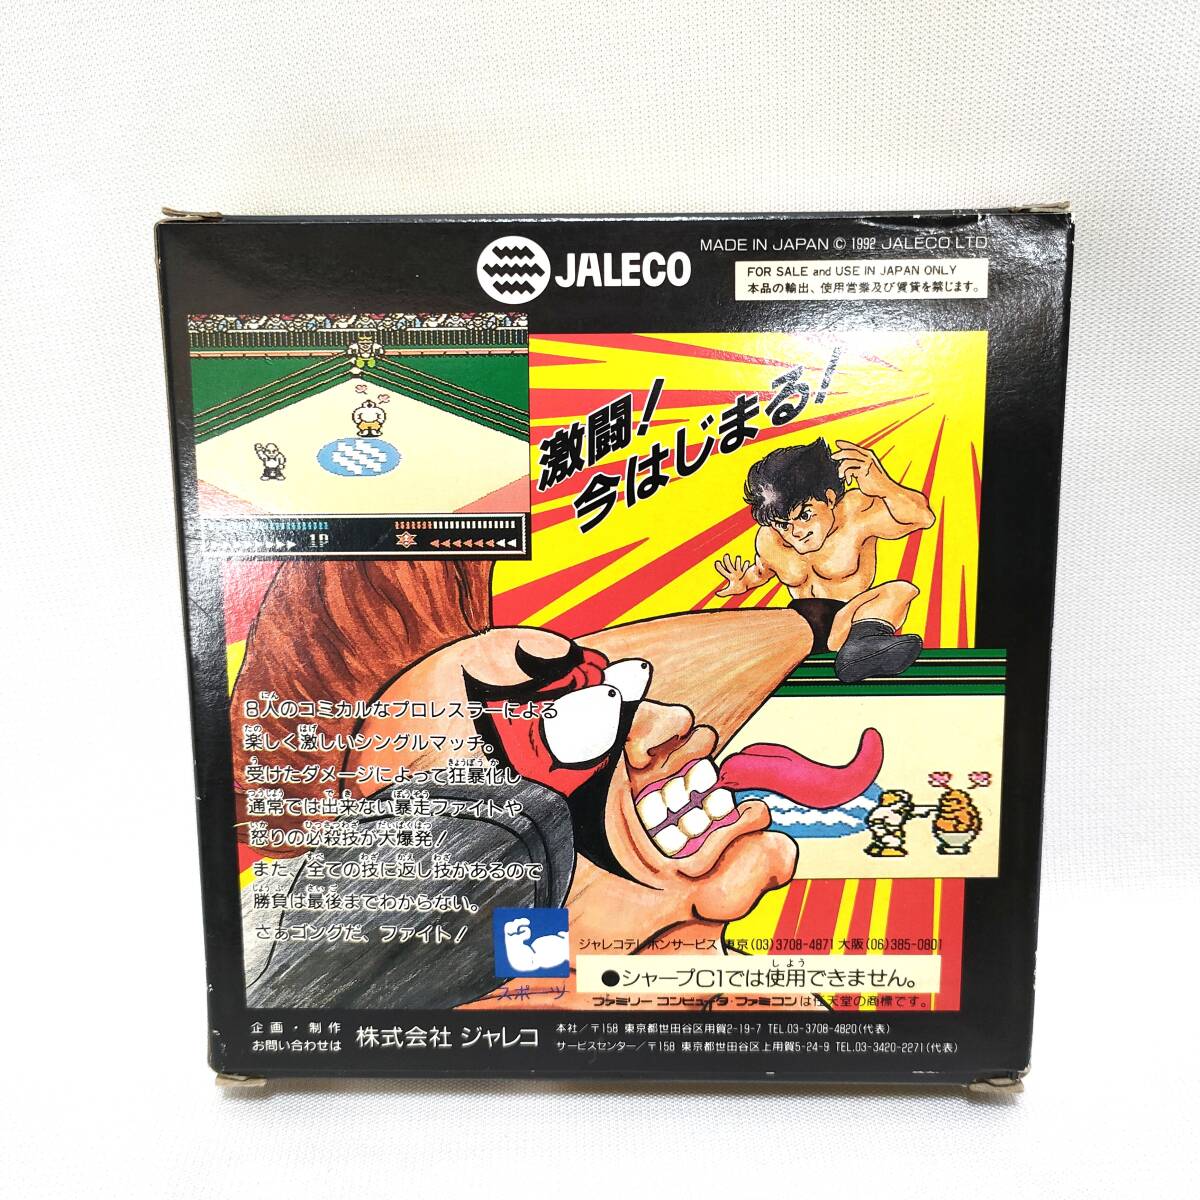 JALECO
MADE IN JAPAN © 1992 JALECO LTD
FOR SALE and USE IN JAPAN ONLY
本品の輸出、使用営業及び賃貸を禁じます。
激闘!
今はじまる!
1P
8人のコミカルなプロレスラーによる
楽しく激しいシングルマッチ。
受けたダメージによって狂暴化し
通常では出来ない暴走ファイトや
怒りの必殺技が大爆発!
また、全ての技に返し技があるので
勝負は最後までわからない。
さぁゴングだ、ファイト!
スポーツ
ジャレコテレホンサービス 東京(03)3708-4871 大阪(06)385-0801
●シャープC1では使用できません。
ファミリーコンピュータ・ファミコンは任天堂の商標です。
企画・制作
お問い合わせは
株式会社 ジャレコ
本社/〒158 東京都世田谷区用賀2-19-7 TEL.03-3708-4820(代表)
サービスセンター/〒158 東京都世田谷区上用賀5-24-9 TEL.03-3420-2271(代表)